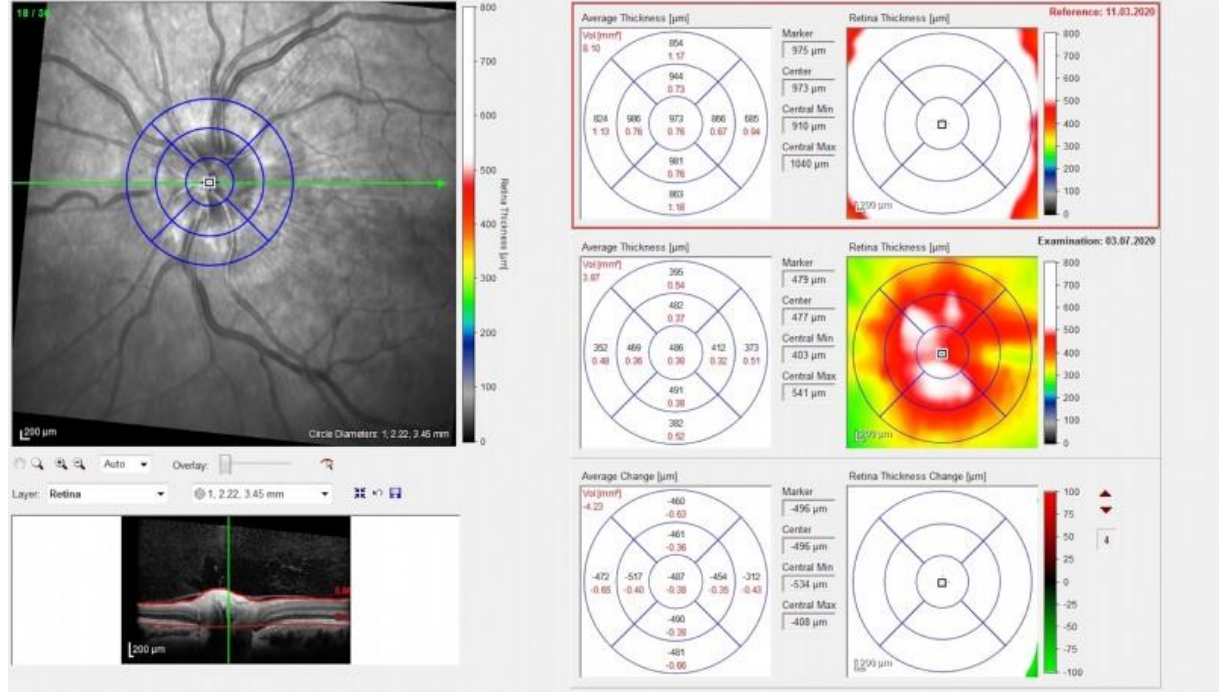 18 / 36
200 µm
Circle Diameters: 1, 2.22, 3.45 mm
800
700
600
500
400
300
200
100
0
Retina Thickness [µm]
Auto
Overlay:
Layer: Retina
1, 2.22, 3.45 mm
200 µm
Reference: 11.03.2020
Average Thickness [µm]
Vol [mm³]
8.10
854
1.17
944
0.73
824 986 973 866 685
1.13 0.76 0.76 0.67 0.94
981
0.76
863
1.18
Marker
975 µm
Center
973 µm
Central Min
910 µm
Central Max
1040 µm
Retina Thickness [µm]
200 µm
800
700
600
500
400
300
200
100
0
Examination: 03.07.2020
Average Thickness [µm]
Vol [mm³]
3.87
395
0.54
482
0.37
352 469 486 412 373
0.48 0.36 0.38 0.32 0.51
491
0.38
382
0.52
Marker
479 µm
Center
477 µm
Central Min
403 µm
Central Max
541 µm
Retina Thickness [µm]
200 µm
800
700
600
500
400
300
200
100
0
Average Change [µm]
Vol [mm³]
-4.23
-460
-0.63
-461
-0.36
-472 -517 -487 -454 -312
-0.65 -0.40 -0.38 -0.35 -0.43
-490
-0.38
-481
-0.66
Marker
-496 µm
Center
-496 µm
Central Min
-534 µm
Central Max
-408 µm
Retina Thickness Change [µm]
200 µm
100
75
50
25
0
-25
-50
-75
-100
4